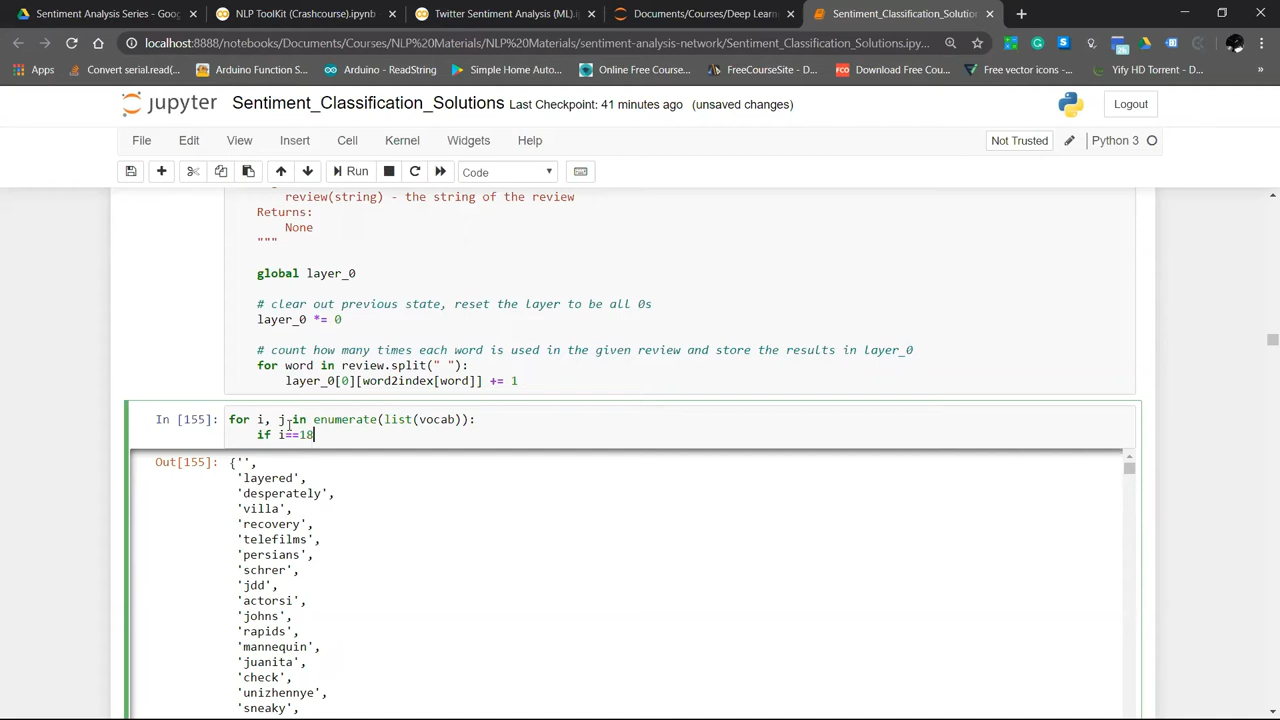 Sentiment Analysis Series - Goog
NLP ToolKit (Crashcourse).ipynb
Twitter Sentiment Analysis (ML).i
Documents/Courses/Deep Learn
Sentiment_Classification_Solution
localhost:8888/notebooks/Documents/Courses/NLP%20Materials/NLP%20Materials/sentiment-analysis-network/Sentiment_Classification_Solutions.ipy...
Apps
Convert serial.read(...
Arduino Function S...
Arduino - ReadString
Simple Home Auto...
Online Free Course...
FreeCourseSite - D...
Download Free Cou...
Free vector icons -...
Yify HD Torrent - D...
jupyter Sentiment_Classification_Solutions Last Checkpoint: 41 minutes ago (unsaved changes)
Logout
File Edit View Insert Cell Kernel Widgets Help
Not Trusted
Python 3
Run
Code
review(string) - the string of the review
Returns:
None
"""
global layer_0
# clear out previous state, reset the layer to be all 0s
layer_0 *= 0
# count how many times each word is used in the given review and store the results in layer_0
for word in review.split(" "):
layer_0[0][word2index[word]] += 1
In [155]: for i, j in enumerate(list(vocab)):
if i==18
Out[155]: {'',
'layered',
'desperately',
'villa',
'recovery',
'telefilms',
'persians',
'schrer',
'jdd',
'actorsi',
'johns',
'rapids',
'mannequin',
'juanita',
'check',
'unizhennye',
'sneaky',